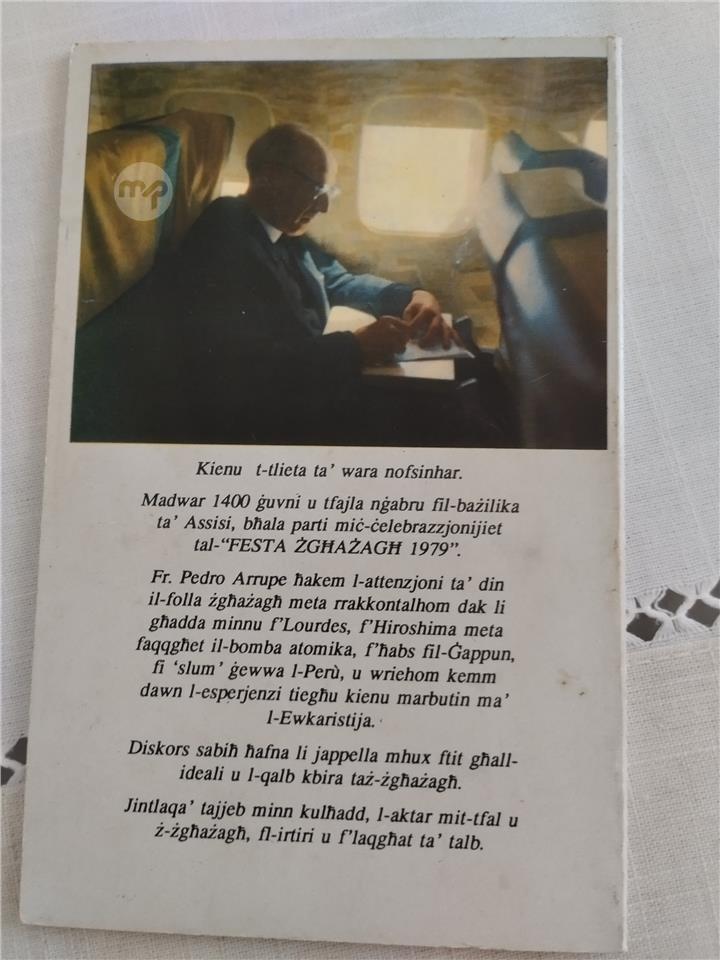 mp
Kienu t-tlieta ta' wara nofsinhar.
Madwar 1400 ġuvni u tfajla nġabru fil-bażilika
ta' Assisi, bħala parti miċ-ċelebrazzjonijiet
tal-“FESTA ŻGĦAŻAGĦ 1979”.
Fr. Pedro Arrupe ħakem l-attenzjoni ta' din
il-folla żgħażagħ meta rrakkontalhom dak li
għadda minnu f'Lourdes, f'Hiroshima meta
faqqgħet il-bomba atomika, f'ħabs fil-Ġappun,
fi ‘slum’ ġewwa l-Perù, u wriehom kemm
dawn l-esperjenzi tiegħu kienu marbutin ma'
l-Ewkaristija.
Diskors sabiħ ħafna li jappella mhux ftit għall-
ideali u l-qalb kbira taż-żgħażagħ.
Jintlaqa' tajjeb minn kulħadd, l-aktar mit-tfal u
ż-żgħażagħ, fl-irtiri u f'laqgħat ta' talb.